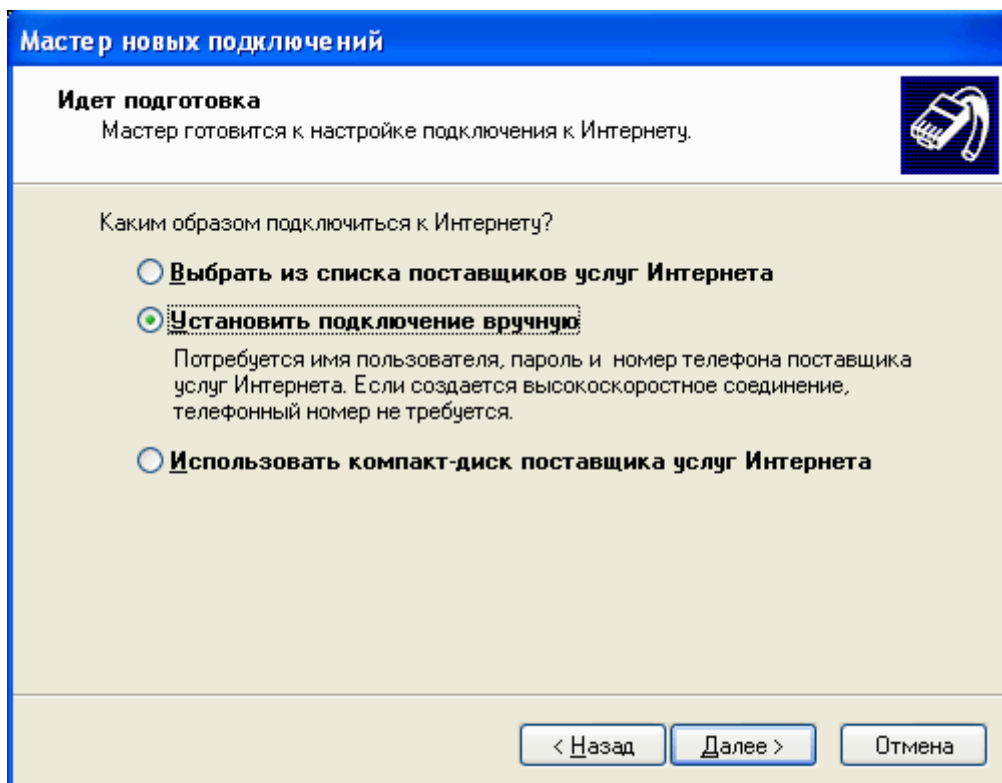 Мастер новых подключений
Идет подготовка
Мастер готовится к настройке подключения к Интернету.
Каким образом подключиться к Интернету?
Выбрать из списка поставщиков услуг Интернета
Установить подключение вручную
Потребуется имя пользователя, пароль и номер телефона поставщика
услуг Интернета. Если создается высокоскоростное соединение,
телефонный номер не требуется.
Использовать компакт-диск поставщика услуг Интернета
< Назад Далее > Отмена